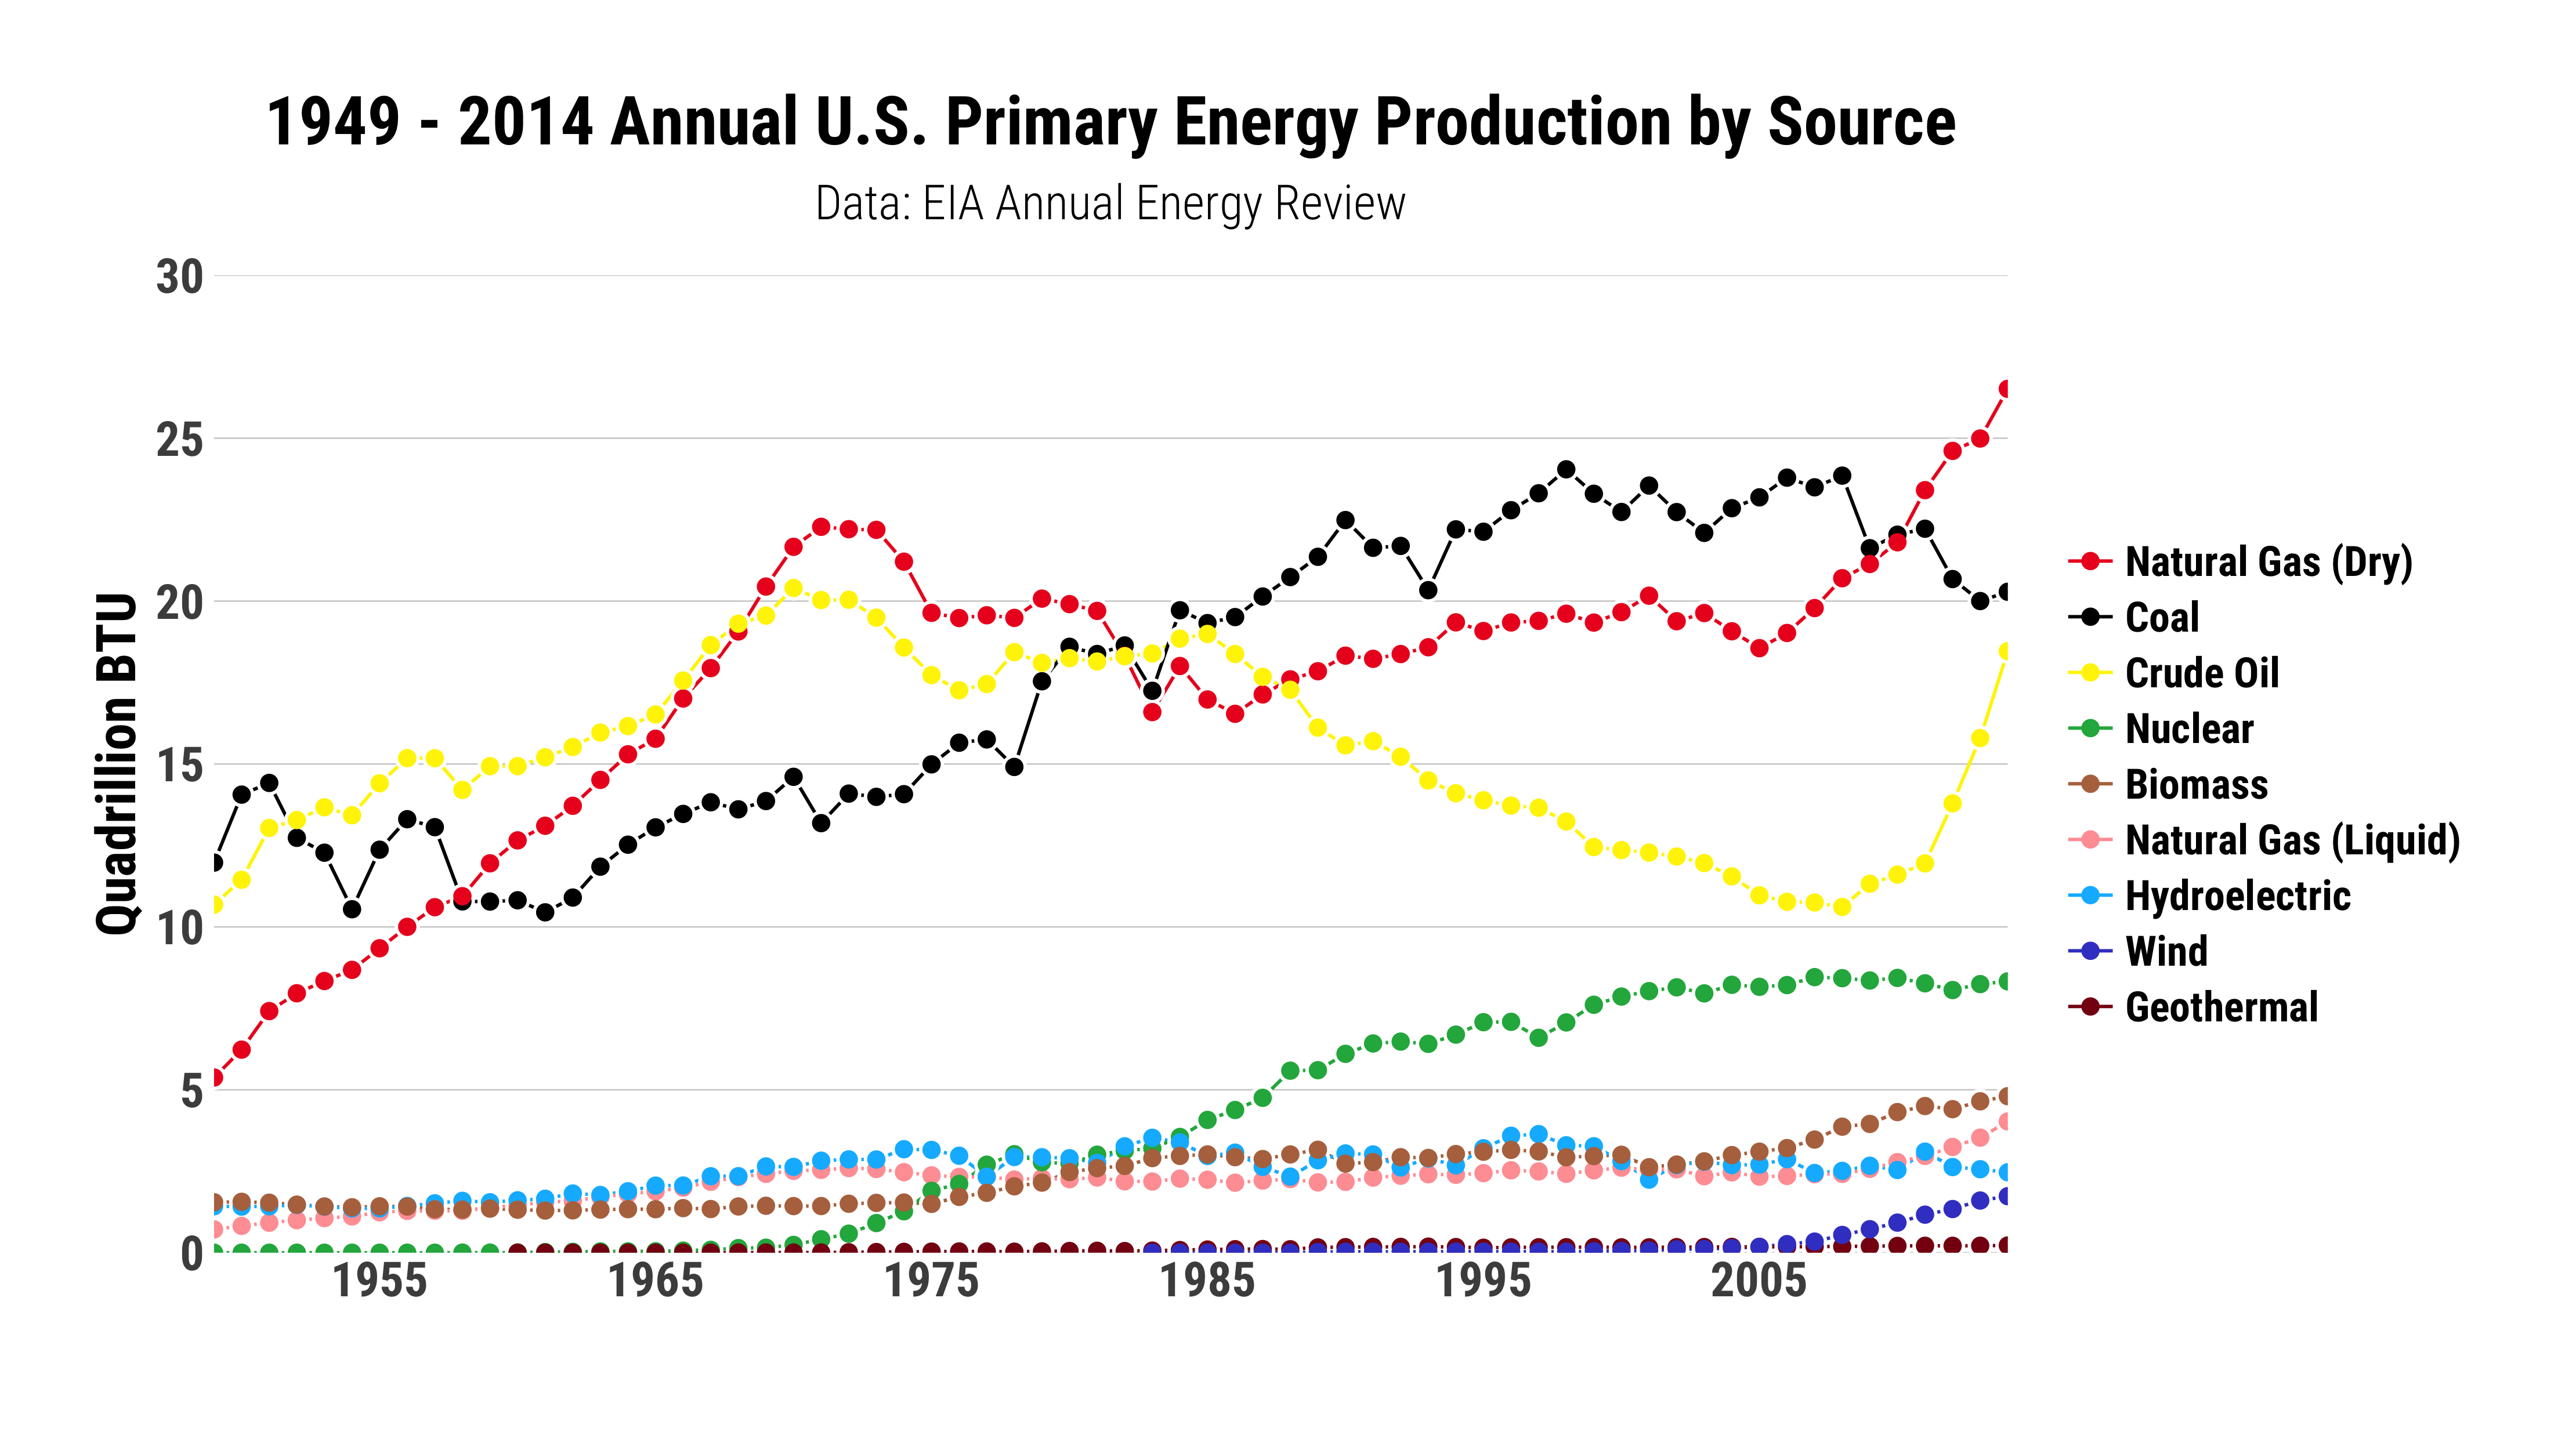 1949 - 2014 Annual U.S. Primary Energy Production by Source
Data: EIA Annual Energy Review
Quadrillion BTU
30
25
20
15
10
5
0
1955 1965 1975 1985 1995 2005
Natural Gas (Dry)
Coal
Crude Oil
Nuclear
Biomass
Natural Gas (Liquid)
Hydroelectric
Wind
Geothermal